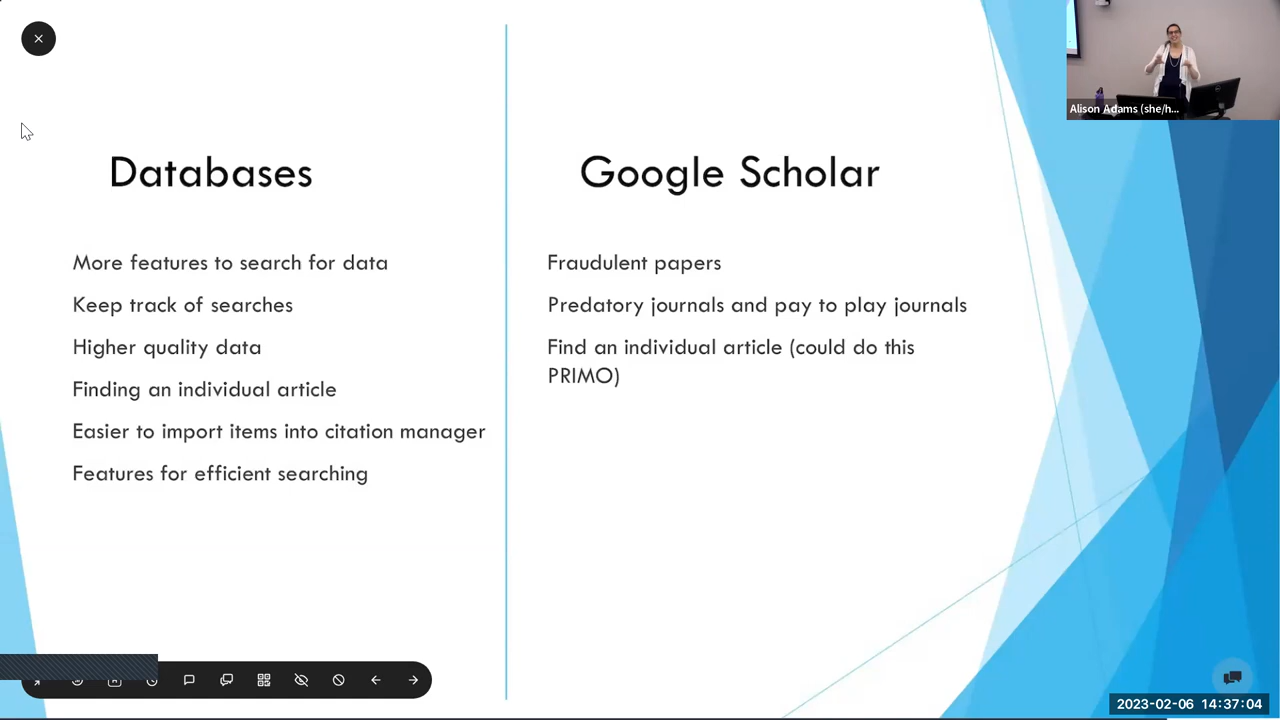 Alison Adams (she/h...
Databases
More features to search for data
Keep track of searches
Higher quality data
Finding an individual article
Easier to import items into citation manager
Features for efficient searching
Google Scholar
Fraudulent papers
Predatory journals and pay to play journals
Find an individual article (could do this
PRIMO)
2023-02-06 14:37:04